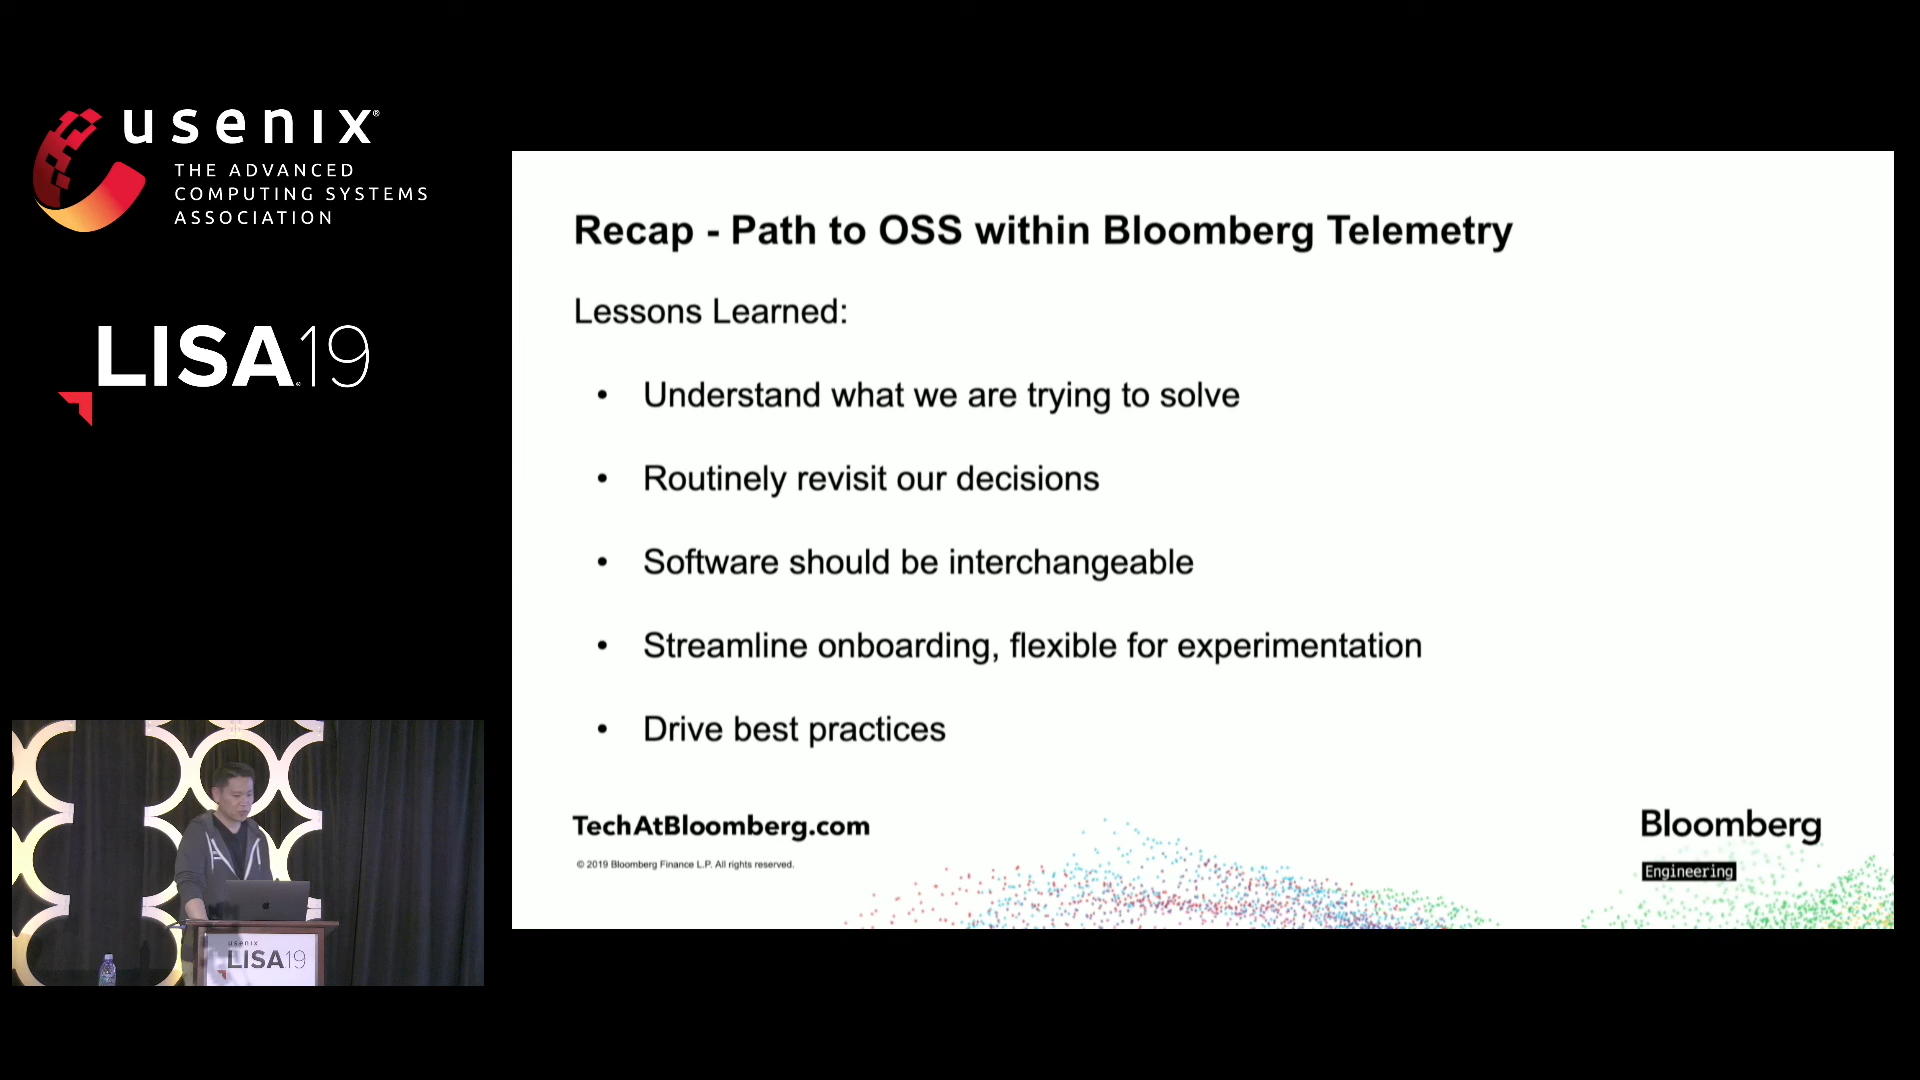 usenix®
THE ADVANCED
COMPUTING SYSTEMS
ASSOCIATION
LISA19
Recap - Path to OSS within Bloomberg Telemetry
Lessons Learned:
• Understand what we are trying to solve
• Routinely revisit our decisions
• Software should be interchangeable
• Streamline onboarding, flexible for experimentation
• Drive best practices
TechAtBloomberg.com
© 2019 Bloomberg Finance L.P. All rights reserved.
Bloomberg
Engineering
usenix
LISA19